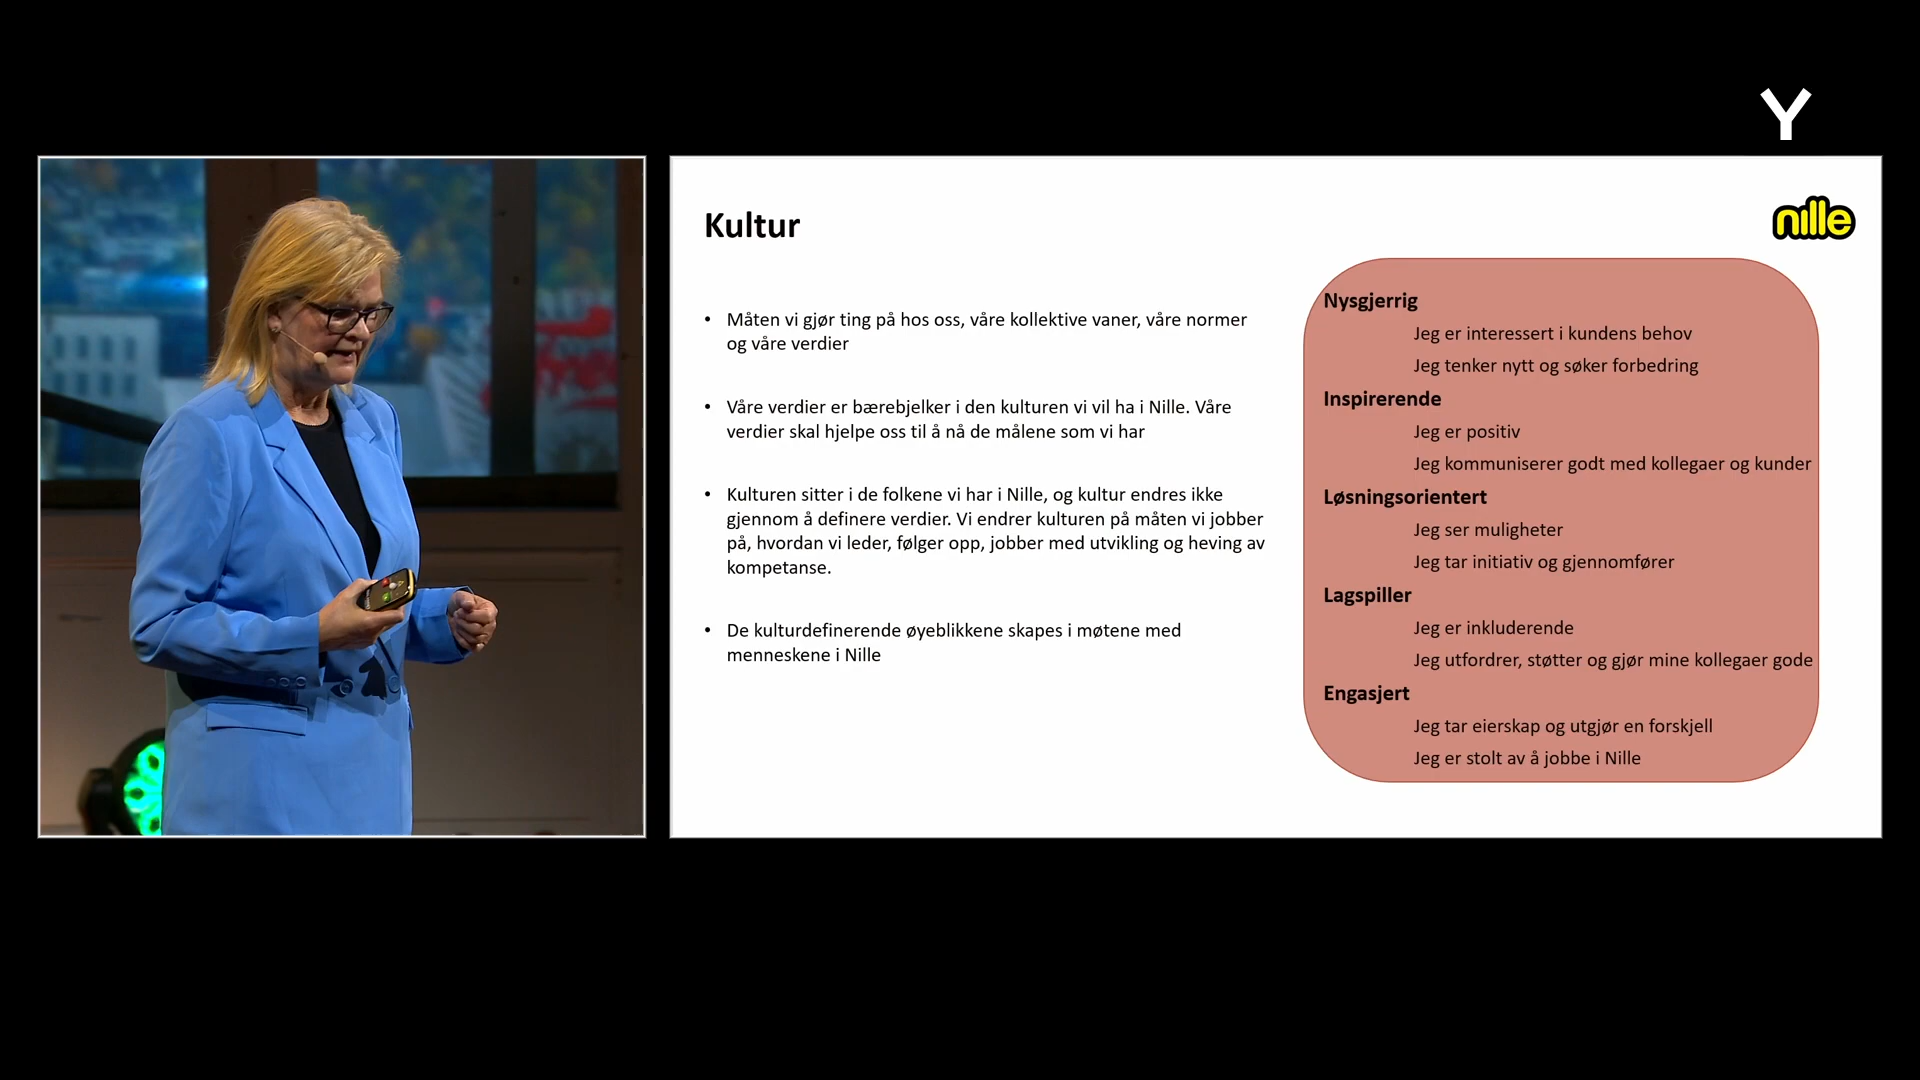 Y
nille
Kultur
• Måten vi gjør ting på hos oss, våre kollektive vaner, våre normer
og våre verdier
• Våre verdier er bærebjelker i den kulturen vi vil ha i Nille. Våre
verdier skal hjelpe oss til å nå de målene som vi har
• Kulturen sitter i de folkene vi har i Nille, og kultur endres ikke
gjennom å definere verdier. Vi endrer kulturen på måten vi jobber
på, hvordan vi leder, følger opp, jobber med utvikling og heving av
kompetanse.
• De kulturdefinerende øyeblikkene skapes i møtene med
menneskene i Nille
Nysgjerrig
Jeg er interessert i kundens behov
Jeg tenker nytt og søker forbedring
Inspirerende
Jeg er positiv
Jeg kommuniserer godt med kollegaer og kunder
Løsningsorientert
Jeg ser muligheter
Jeg tar initiativ og gjennomfører
Lagspiller
Jeg er inkluderende
Jeg utfordrer, støtter og gjør mine kollegaer gode
Engasjert
Jeg tar eierskap og utgjør en forskjell
Jeg er stolt av å jobbe i Nille